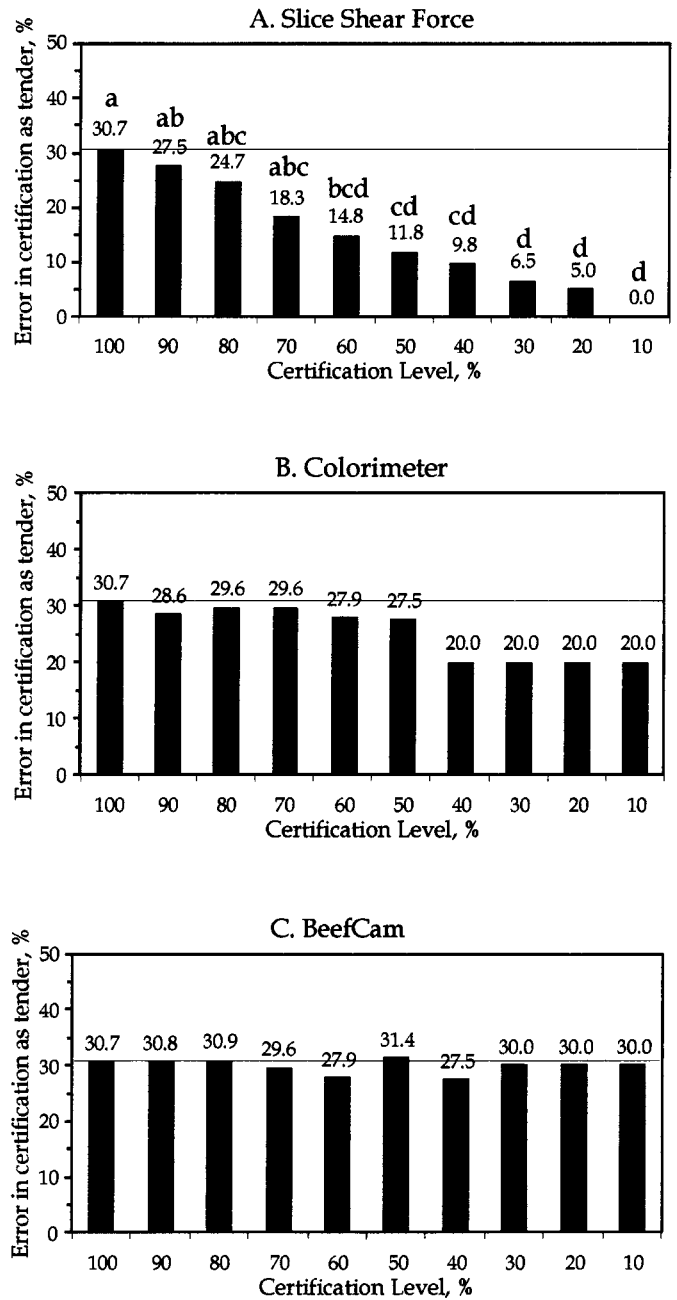 A. Slice Shear Force
Error in certification as tender, %
50
40
30
20
10
0
a
30.7
ab
27.5
abc
24.7
abc
18.3
bcd
14.8
cd
11.8
cd
9.8
d
6.5
d
5.0
d
0.0
100 90 80 70 60 50 40 30 20 10
Certification Level, %
B. Colorimeter
Error in certification as tender, %
50
40
30
20
10
0
30.7 28.6 29.6 29.6 27.9 27.5 20.0 20.0 20.0 20.0
100 90 80 70 60 50 40 30 20 10
Certification Level, %
C. BeefCam
Error in certification as tender, %
50
40
30
20
10
0
30.7 30.8 30.9 29.6 27.9 31.4 27.5 30.0 30.0 30.0
100 90 80 70 60 50 40 30 20 10
Certification Level, %